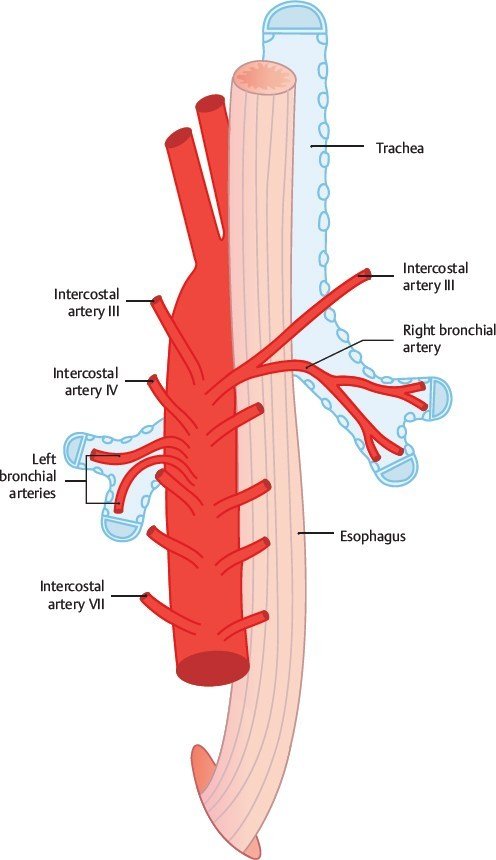 Trachea
Intercostal
artery III
Intercostal
artery III
Right bronchial
artery
Intercostal
artery IV
Left
bronchial
arteries
Esophagus
Intercostal
artery VII